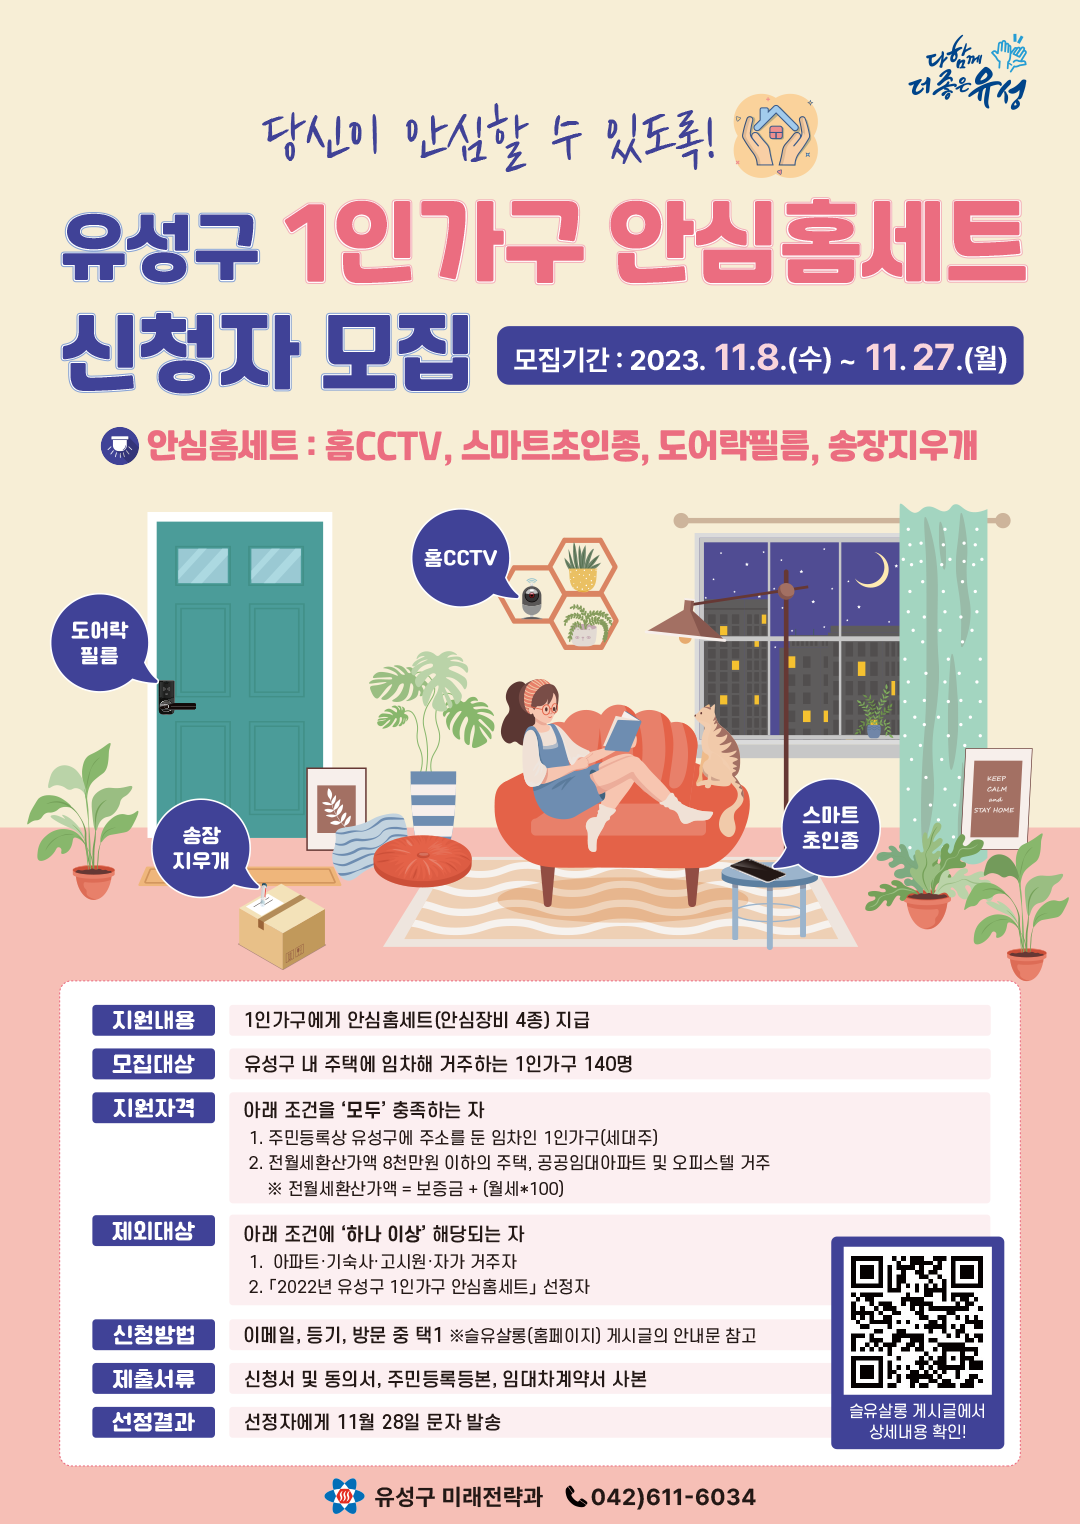 다함께
더 좋은 유성
당신이 안심할 수 있도록!
유성구 1인가구 안심홈세트
신청자 모집
모집기간 : 2023. 11.8.(수) ~ 11. 27.(월)
안심홈세트 : 홈CCTV, 스마트초인종, 도어락필름, 송장지우개
홈CCTV
도어락
필름
송장
지우개
스마트
초인종
KEEP
CALM
and
STAY HOME
지원내용
1인가구에게 안심홈세트(안심장비 4종) 지급
모집대상
유성구 내 주택에 임차해 거주하는 1인가구 140명
지원자격
아래 조건을 ‘모두’ 충족하는 자
1. 주민등록상 유성구에 주소를 둔 임차인 1인가구(세대주)
2. 전월세환산가액 8천만원 이하의 주택, 공공임대아파트 및 오피스텔 거주
※ 전월세환산가액 = 보증금 + (월세*100)
제외대상
아래 조건에 ‘하나 이상’ 해당되는 자
1. 아파트·기숙사·고시원·자가 거주자
2. 「2022년 유성구 1인가구 안심홈세트」 선정자
신청방법
이메일, 등기, 방문 중 택1 ※슬유살롱(홈페이지) 게시글의 안내문 참고
제출서류
신청서 및 동의서, 주민등록등본, 임대차계약서 사본
선정결과
선정자에게 11월 28일 문자 발송
슬유살롱 게시글에서
상세내용 확인!
유성구 미래전략과 042)611-6034